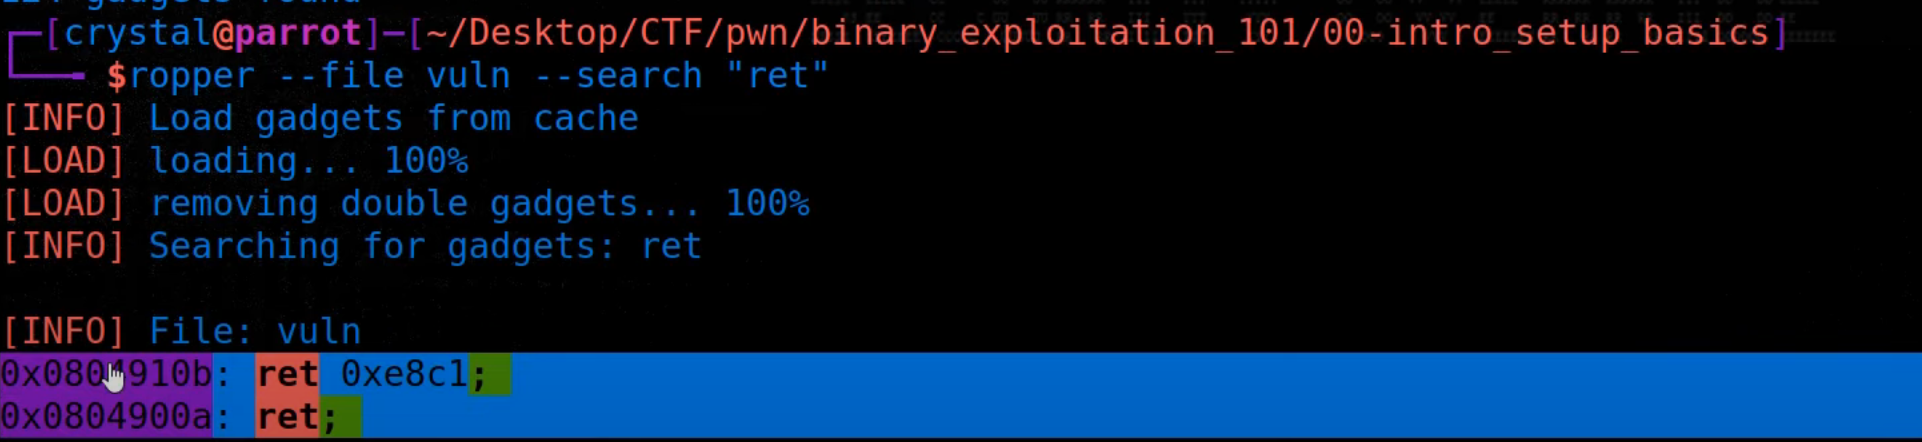 [crystal@parrot]-[~/Desktop/CTF/pwn/binary_exploitation_101/00-intro_setup_basics]
$ropper --file vuln --search "ret"
[INFO] Load gadgets from cache
[LOAD] loading... 100%
[LOAD] removing double gadgets... 100%
[INFO] Searching for gadgets: ret
[INFO] File: vuln
0x0804910b: ret 0xe8c1;
0x0804900a: ret;